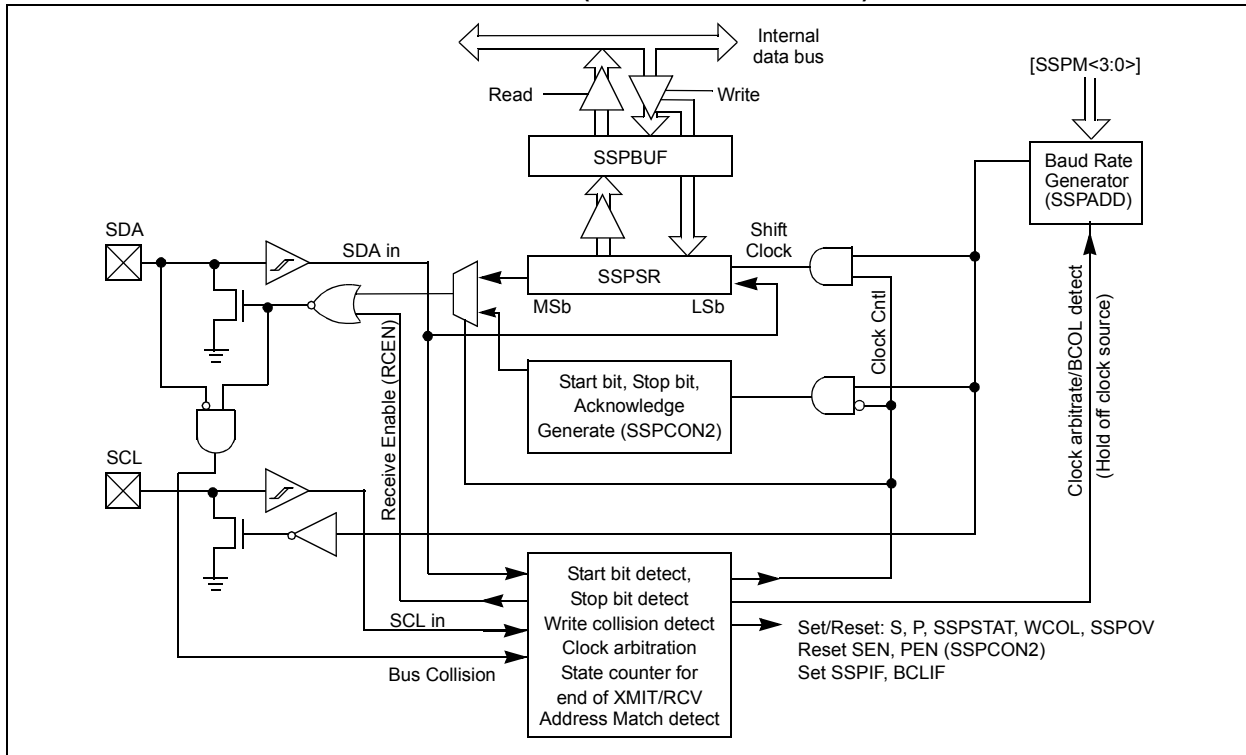 Internal
data bus
[SSPM<3:0>]
Read
Write
SSPBUF
Baud Rate
Generator
(SSPADD)
SDA
Shift
Clock
SDA in
SSPSR
MSb
LSb
Clock Cntl
Clock arbitrate/BCOL detect
(Hold off clock source)
Receive Enable (RCEN)
Start bit, Stop bit,
Acknowledge
Generate (SSPCON2)
SCL
Start bit detect,
Stop bit detect
Write collision detect
Clock arbitration
State counter for
end of XMIT/RCV
Address Match detect
SCL in
Bus Collision
Set/Reset: S, P, SSPSTAT, WCOL, SSPOV
Reset SEN, PEN (SSPCON2)
Set SSPIF, BCLIF